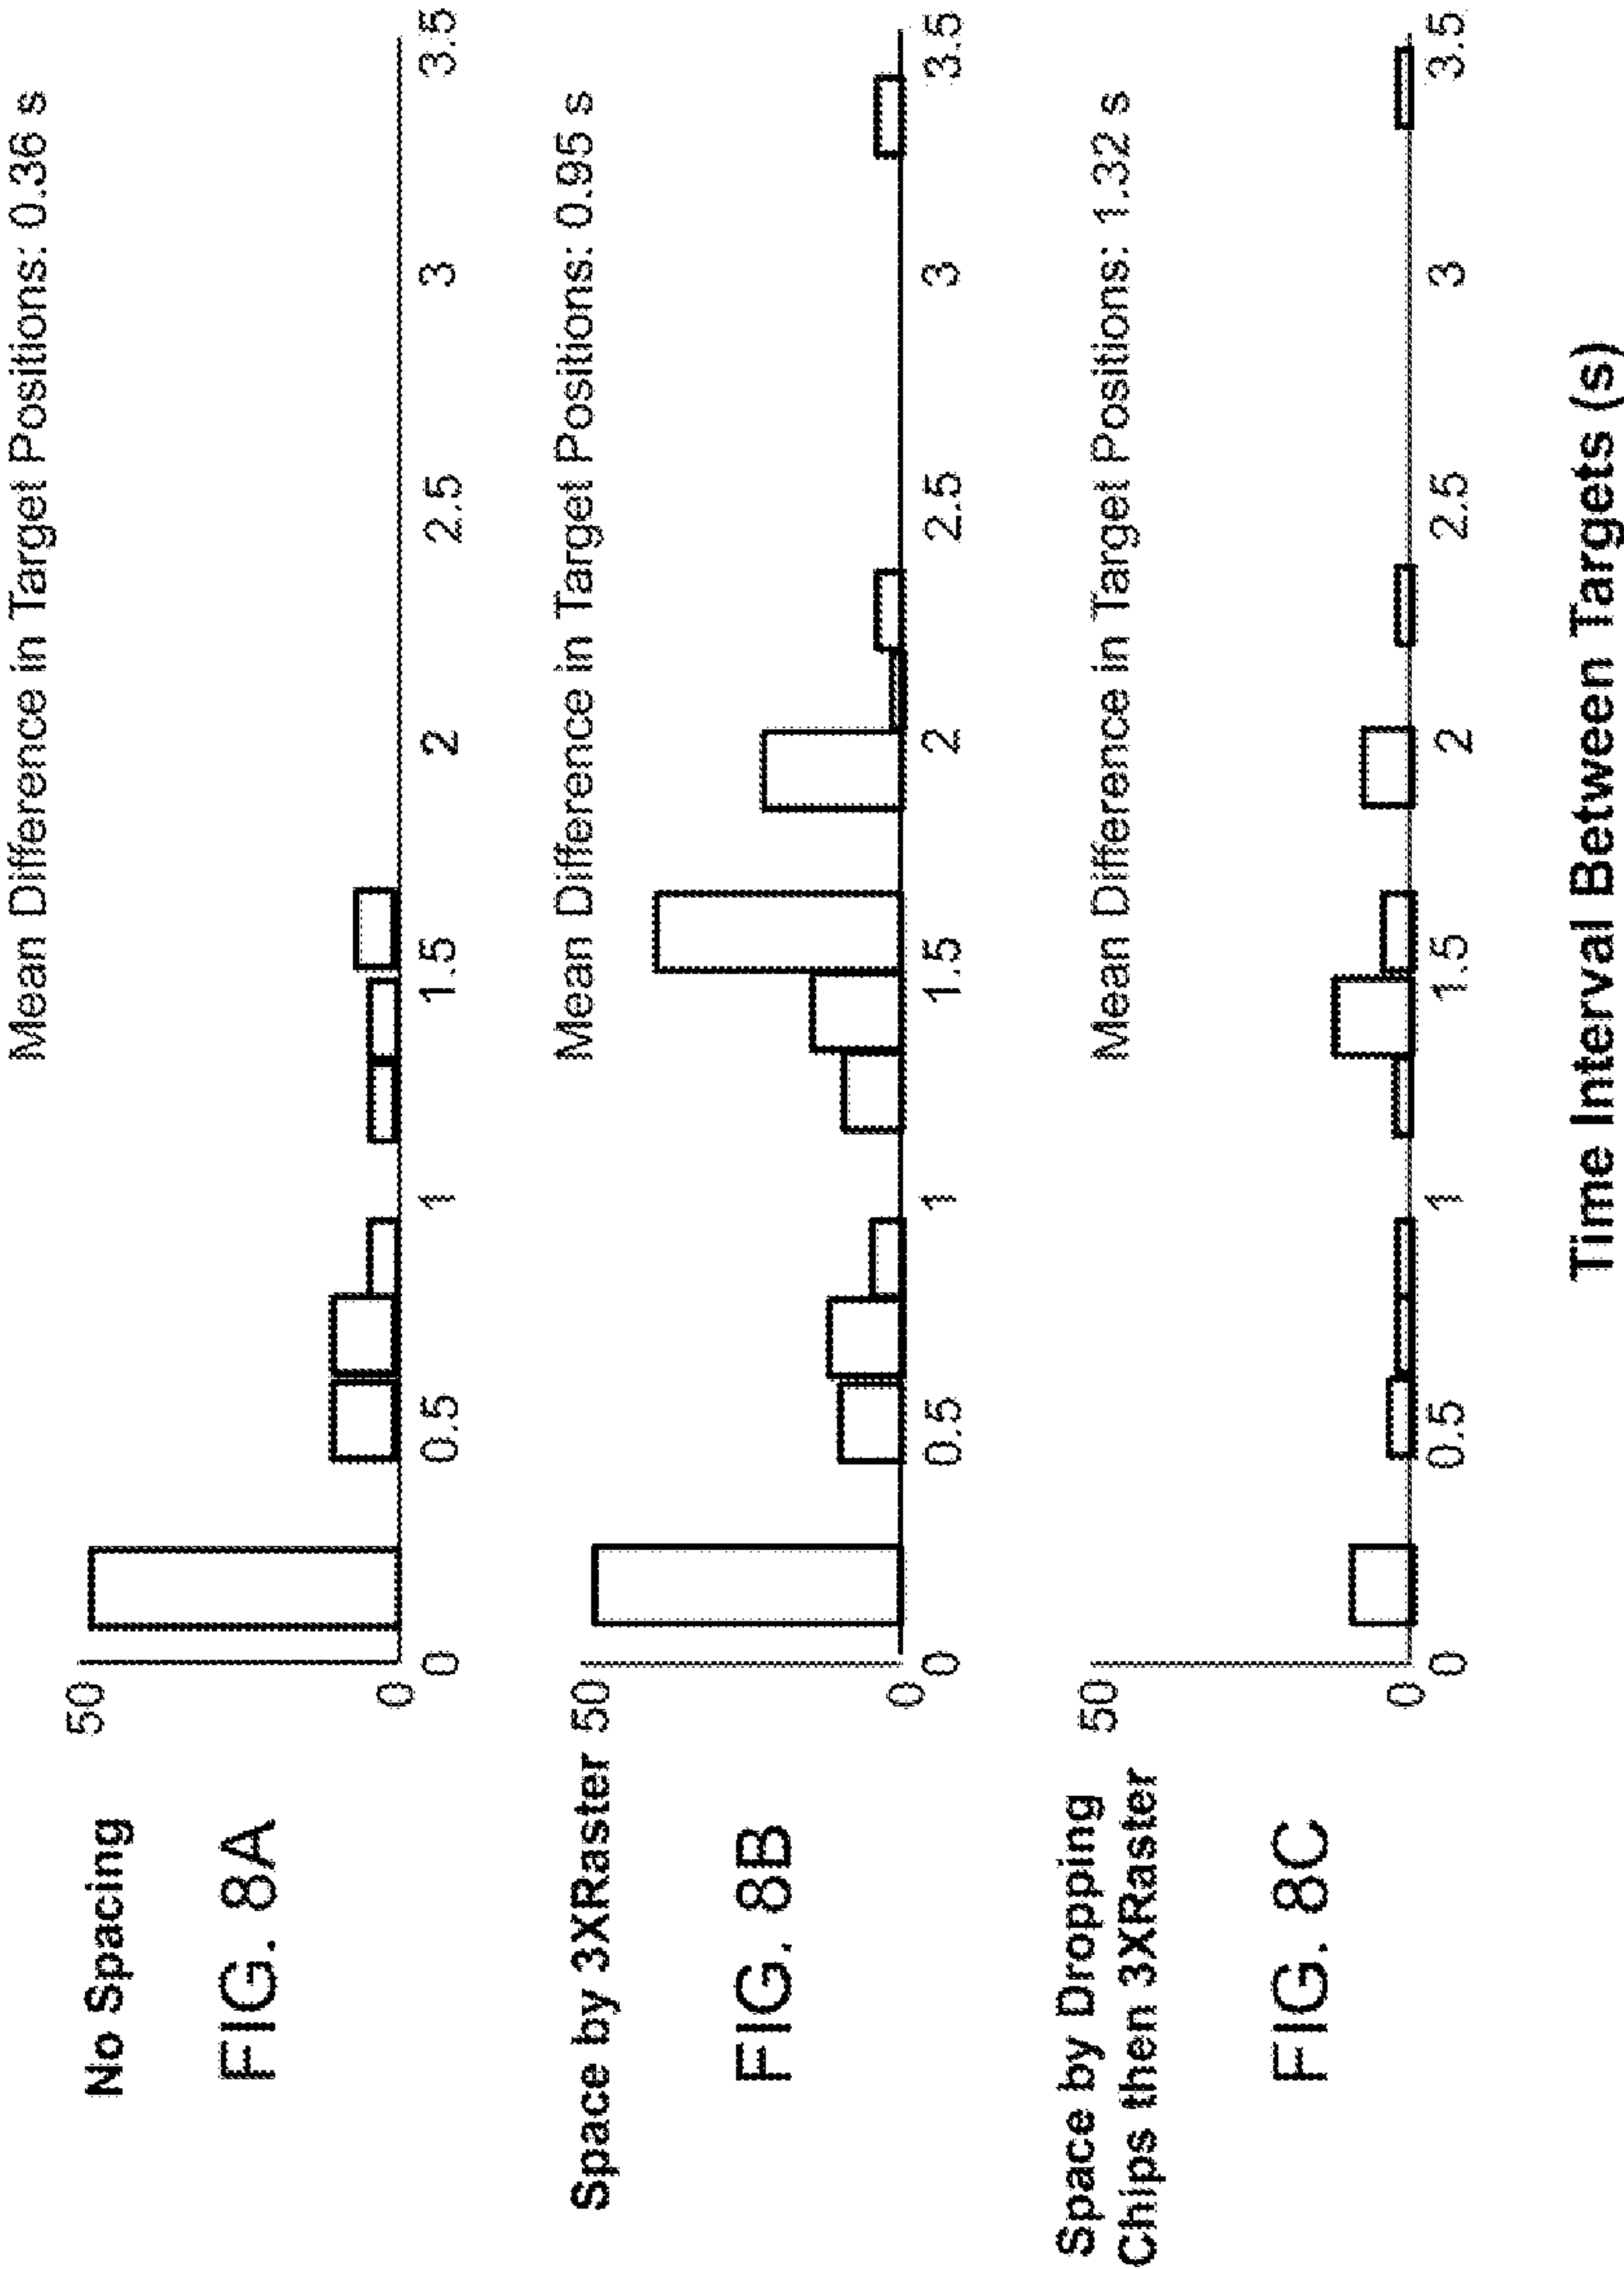 Mean Difference in Target Positions: 0.36 s
No Spacing
FIG. 8A
50
0
0 0.5 1 1.5 2 2.5 3 3.5
Mean Difference in Target Positions: 0.95 s
Space by 3XRaster 50
FIG. 8B
0
0 0.5 1 1.5 2 2.5 3 3.5
Mean Difference in Target Positions: 1.32 s
Space by Dropping
Chips then 3XRaster
50
FIG. 8C
0
0 0.5 1 1.5 2 2.5 3 3.5
Time Interval Between Targets (s)